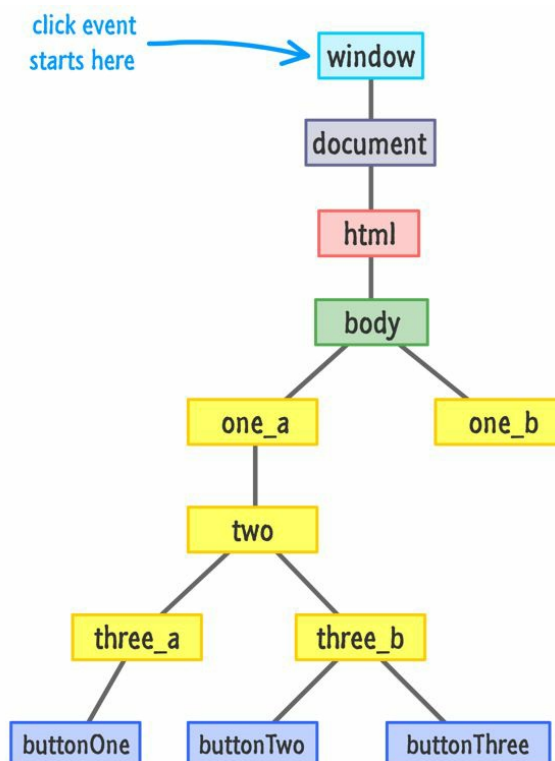 click event
starts here
window
document
html
body
one_a
one_b
two
three_a
three_b
buttonOne
buttonTwo
buttonThree